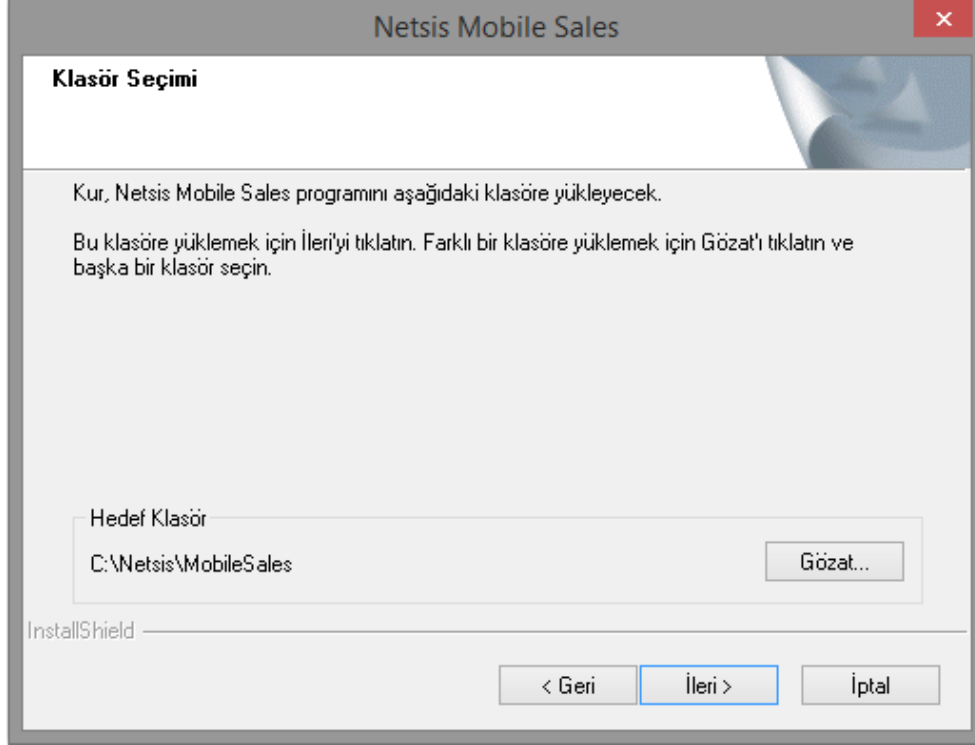 Netsis Mobile Sales
Klasör Seçimi
Kur, Netsis Mobile Sales programını aşağıdaki klasöre yükleyecek.
Bu klasöre yüklemek için İleri'yi tıklatın. Farklı bir klasöre yüklemek için Gözat'ı tıklatın ve
başka bir klasör seçin.
Hedef Klasör
C:\Netsis\MobileSales
Gözat...
InstallShield
< Geri
İleri >
İptal